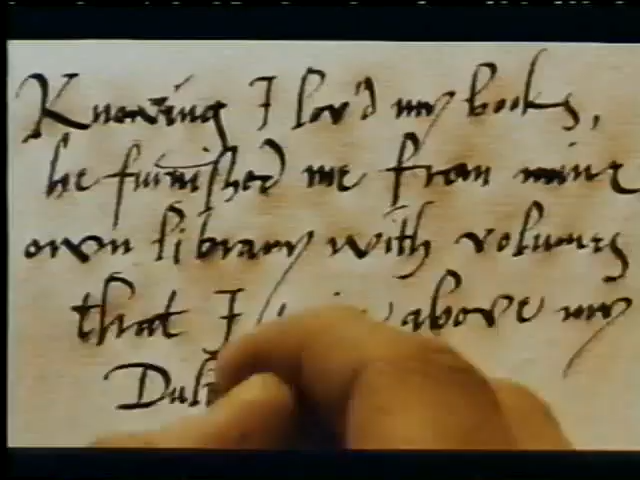 Knowing I lov'd my books,
he furnished me from mine
own library with volumes
that I above my